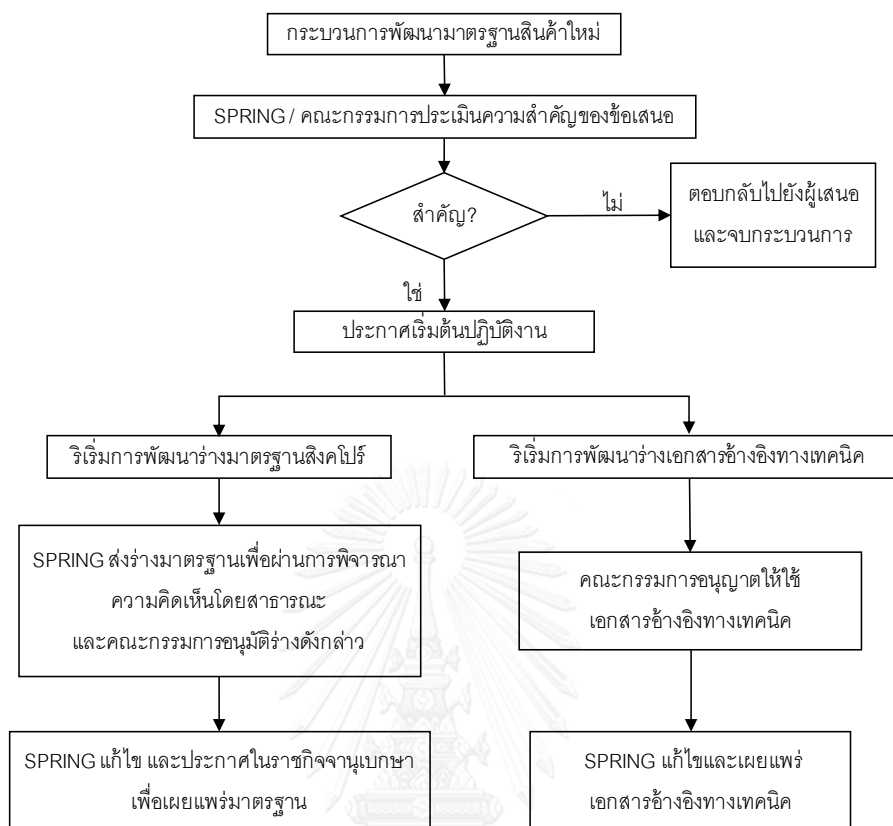 กระบวนการพัฒนามาตรฐานสินค้าใหม่
SPRING / คณะกรรมการประเมินความสำคัญของข้อเสนอ
สำคัญ?
ไม่
ตอบกลับไปยังผู้เสนอ
และจบกระบวนการ
ใช่
ประกาศเริ่มต้นปฏิบัติงาน
ริเริ่มการพัฒนาร่างมาตรฐานสิงคโปร์
ริเริ่มการพัฒนาร่างเอกสารอ้างอิงทางเทคนิค
SPRING ส่งร่างมาตรฐานเพื่อผ่านการพิจารณา
ความคิดเห็นโดยสาธารณะ
และคณะกรรมการอนุมัติร่างดังกล่าว
คณะกรรมการอนุญาตให้ใช้
เอกสารอ้างอิงทางเทคนิค
SPRING แก้ไข และประกาศในราชกิจจานุเบกษา
เพื่อเผยแพร่มาตรฐาน
SPRING แก้ไขและเผยแพร่
เอกสารอ้างอิงทางเทคนิค